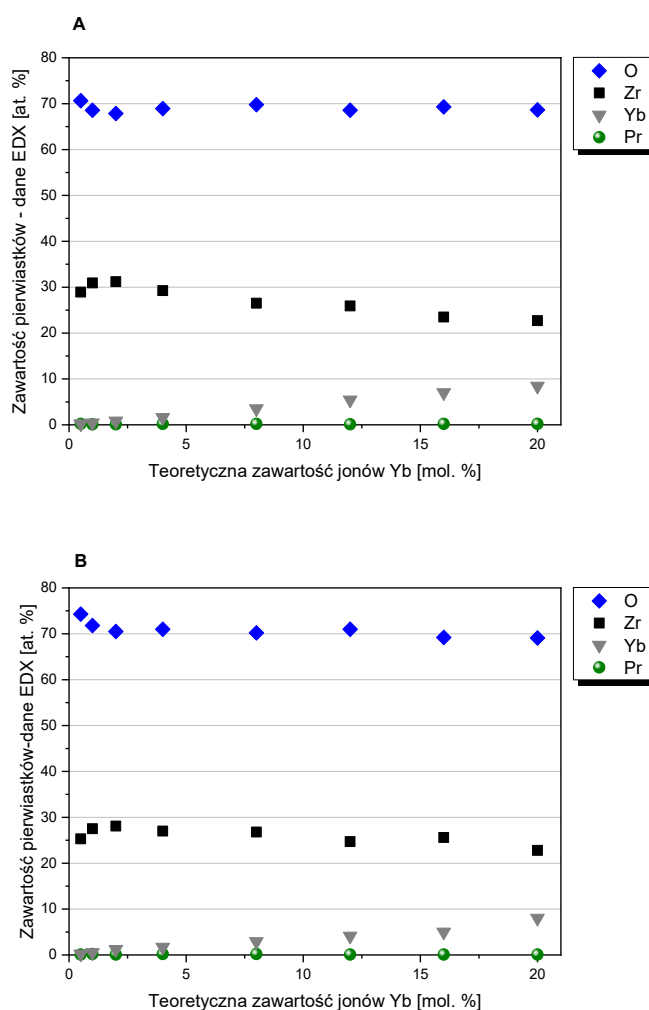 A
Zawartość pierwiastków - dane EDX [at. %]
80
70
60
50
40
30
20
10
0
0
5
10
15
20
Teoretyczna zawartość jonów Yb [mol. %]
O
Zr
Yb
Pr
B
Zawartość pierwiastków-dane EDX [at. %]
80
70
60
50
40
30
20
10
0
0
5
10
15
20
Teoretyczna zawartość jonów Yb [mol. %]
O
Zr
Yb
Pr